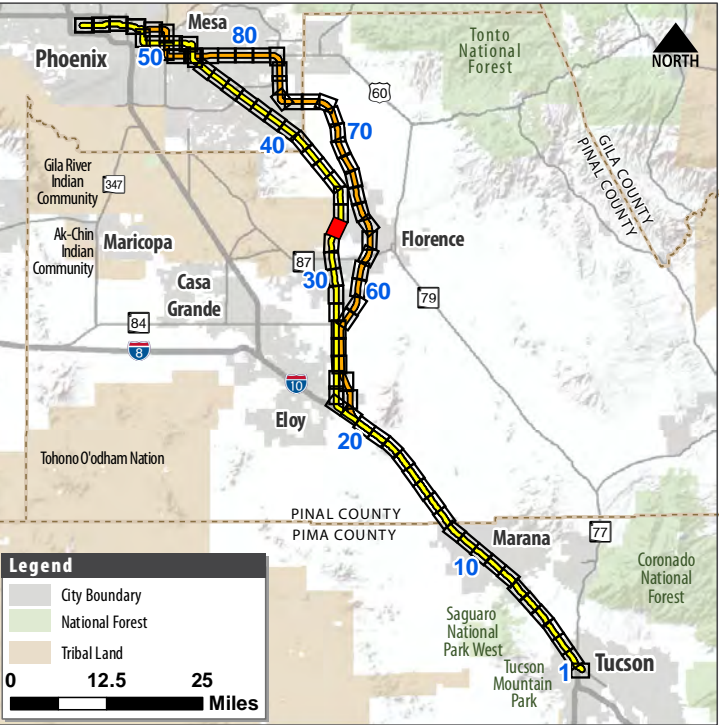 Mesa
80
Phoenix
50
Tonto
National
Forest
NORTH
60
70
40
GILA COUNTY
PINAL COUNTY
Gila River
Indian
Community
347
Ak-Chin
Indian
Community
Maricopa
Florence
87
30
60
Casa
Grande
79
84
8
10
Eloy
20
Tohono O'odham Nation
PINAL COUNTY
PIMA COUNTY
Marana
77
10
Coronado
National
Forest
Saguaro
National
Park West
Tucson
Mountain
Park
1
Tucson
Legend
City Boundary
National Forest
Tribal Land
0 12.5 25
Miles